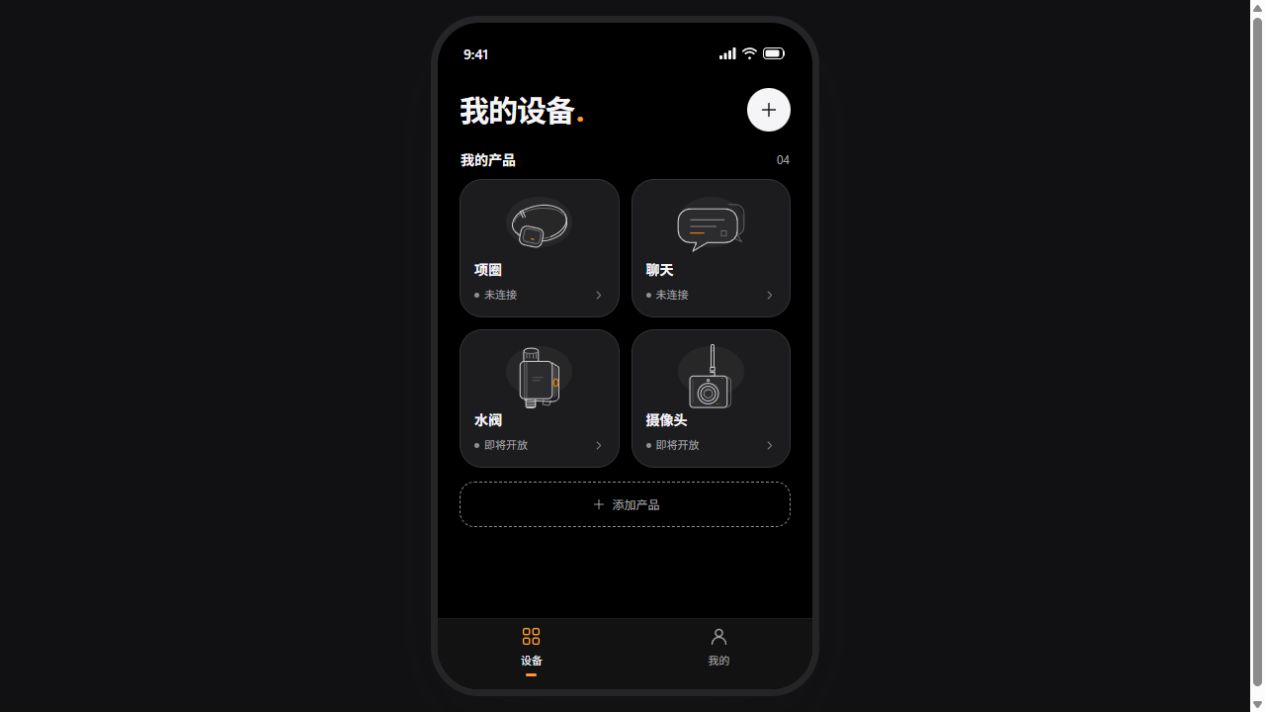 9:41
我的设备.
我的产品 04
项圈 聊天
未连接 未连接
水阀 摄像头
即将开放 即将开放
添加产品
设备 我的